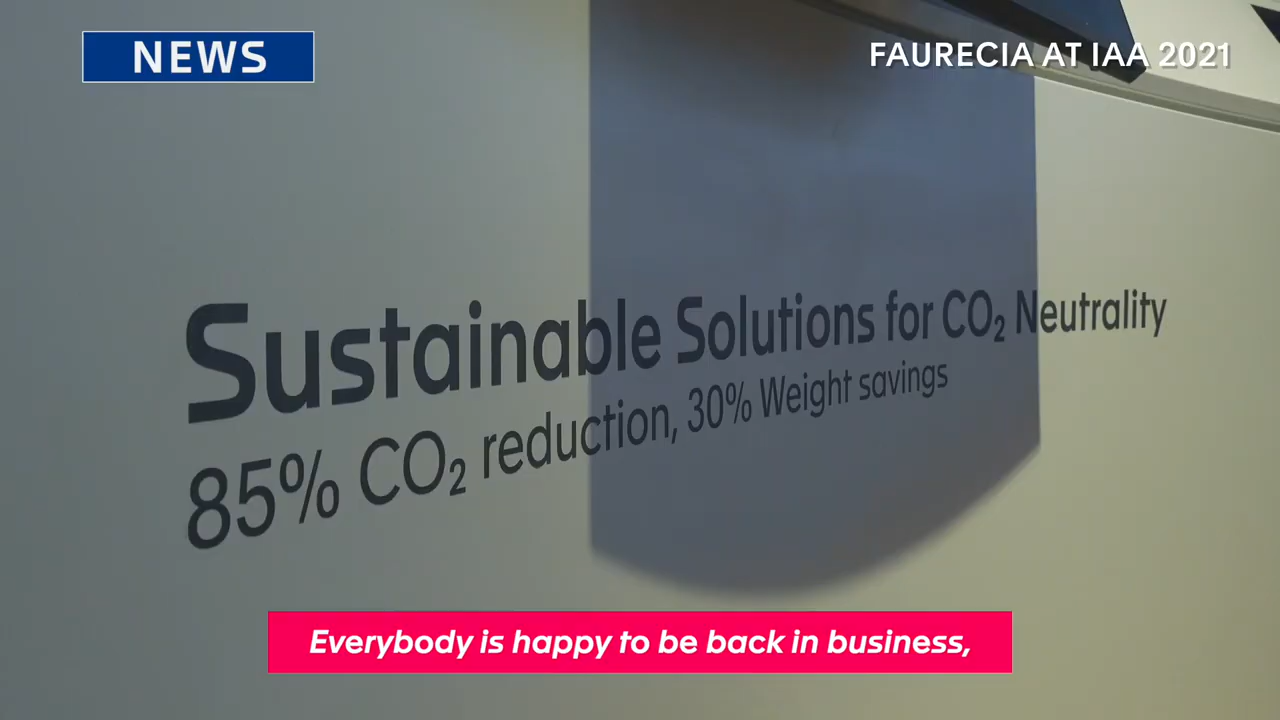 NEWS
FAURECIA AT IAA 2021
Sustainable Solutions for CO₂ Neutrality
85% CO₂ reduction, 30% Weight savings
Everybody is happy to be back in business,